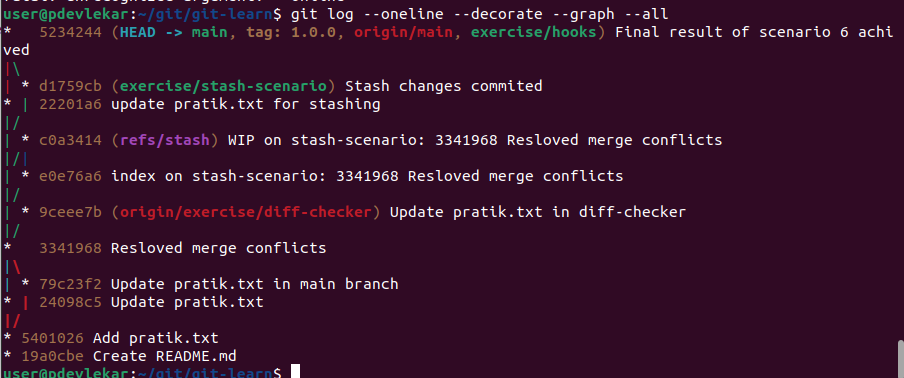 user@pdevlekar:~/git/git-learn$ git log --oneline --decorate --graph --all
*   5234244 (HEAD -> main, tag: 1.0.0, origin/main, exercise/hooks) Final result of scenario 6 achi
ved
|\
| * d1759cb (exercise/stash-scenario) Stash changes commited
* | 22201a6 update pratik.txt for stashing
|/
| * c0a3414 (refs/stash) WIP on stash-scenario: 3341968 Resloved merge conflicts
|/|
| * e0e76a6 index on stash-scenario: 3341968 Resloved merge conflicts
|/
| * 9ceee7b (origin/exercise/diff-checker) Update pratik.txt in diff-checker
|/
*   3341968 Resloved merge conflicts
|\
| * 79c23f2 Update pratik.txt in main branch
* | 24098c5 Update pratik.txt
|/
* 5401026 Add pratik.txt
* 19a0cbe Create README.md
user@pdevlekar:~/git/git-learn$